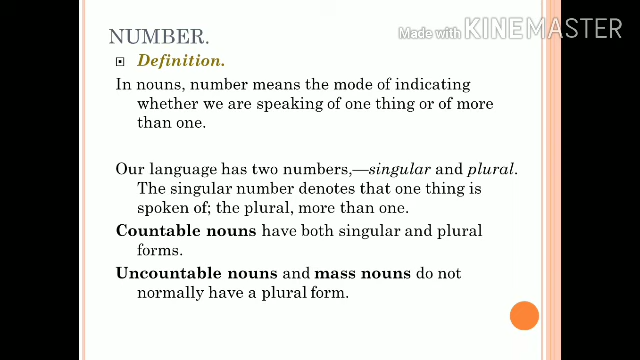 NUMBER.
Made with KINEMASTER
Definition.
In nouns, number means the mode of indicating
whether we are speaking of one thing or of more
than one.
Our language has two numbers,—singular and plural.
The singular number denotes that one thing is
spoken of; the plural, more than one.
Countable nouns have both singular and plural
forms.
Uncountable nouns and mass nouns do not
normally have a plural form.